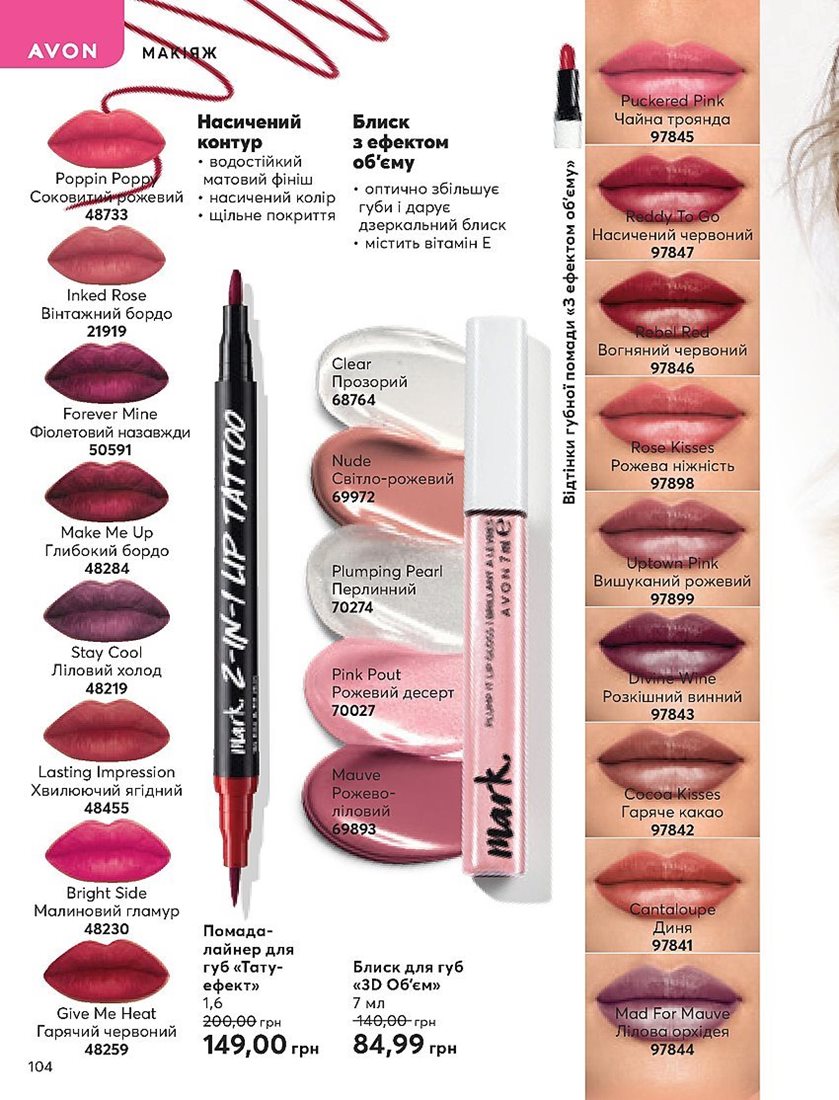 AVON
МАКІЯЖ
Poppin Poppy
Соковитий рожевий
48733
Inked Rose
Вінтажний бордо
21919
Forever Mine
Фіолетовий назавжди
50591
Make Me Up
Глибокий бордо
48284
Stay Cool
Ліловий холод
48219
Lasting Impression
Хвилюючий ягідний
48455
Bright Side
Малиновий гламур
48230
Give Me Heat
Гарячий червоний
48259
104
Насичений
контур
• водостійкий
матовий фініш
• насичений колір
• щільне покриття
mark. 2-IN-1 LIP TATTOO
Помада-
лайнер для
губ «Тату-
ефект»
1,6
200,00 грн
149,00 грн
Блиск
з ефектом
об'єму
• оптично збільшує
губи і дарує
дзеркальний блиск
• містить вітамін Е
Clear
Прозорий
68764
Nude
Світло-рожевий
69972
Plumping Pearl
Перлинний
70274
Pink Pout
Рожевий десерт
70027
Mauve
Рожево-
ліловий
69893
mark.
PLUMP IT LIP GLOSS | BRILLANT À LÈVRES
AVON 7 ml e
Блиск для губ
«3D Об'єм»
7 мл
140,00 грн
84,99 грн
Відтінки губної помади «З ефектом об'єму»
Puckered Pink
Чайна троянда
97845
Reddy To Go
Насичений червоний
97847
Rebel Red
Вогняний червоний
97846
Rose Kisses
Рожева ніжність
97898
Uptown Pink
Вишуканий рожевий
97899
Divine Wine
Розкішний винний
97843
Cocoa Kisses
Гаряче какао
97842
Cantaloupe
Диня
97841
Mad For Mauve
Лілова орхідея
97844